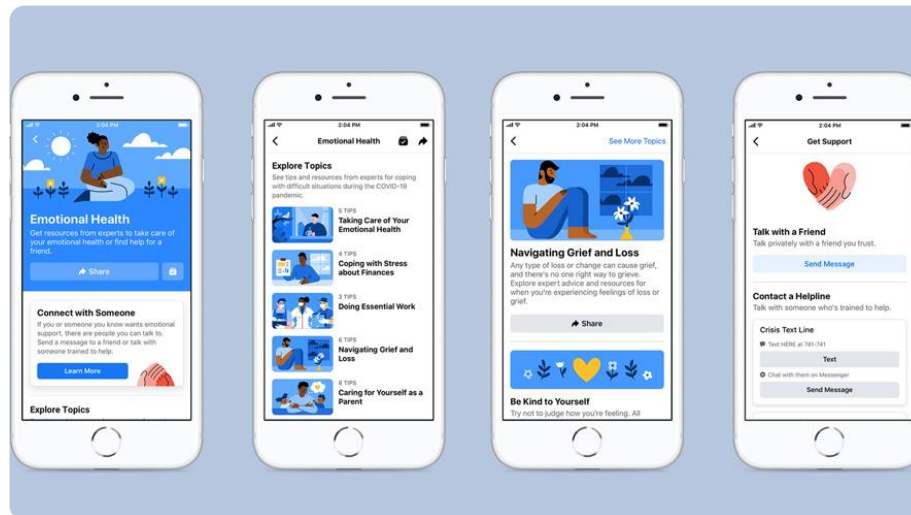 2:04 PM
Emotional Health
Get resources from experts to take care of
your emotional health or find help for a
friend.
Share
Connect with Someone
If you or someone you know wants emotional
support, there are people you can talk to.
Send a message to a friend or talk with
someone trained to help.
Learn More
Explore Topics
2:04 PM
Emotional Health
Explore Topics
See tips and resources from experts for coping
with difficult situations during the COVID-19
pandemic.
5 TIPS
Taking Care of Your
Emotional Health
4 TIPS
Coping with Stress
about Finances
3 TIPS
Doing Essential Work
6 TIPS
Navigating Grief and
Loss
8 TIPS
Caring for Yourself as a
Parent
2:04 PM
See More Topics
Navigating Grief and Loss
Any type of loss or change can cause grief,
and there's no one right way to grieve.
Explore expert advice and resources for
when you're experiencing feelings of loss or
grief.
Share
Be Kind to Yourself
Try not to judge how you're feeling. All
2:04 PM
Get Support
Talk with a Friend
Talk privately with a friend you trust.
Send Message
Contact a Helpline
Talk with someone who's trained to help.
Crisis Text Line
Text HERE at 741-741
Text
Chat with them on Messenger
Send Message